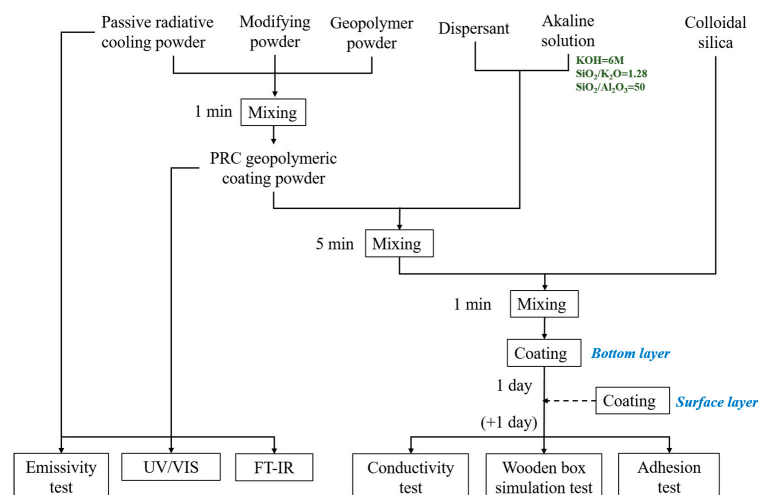 Passive radiative
cooling powder
Modifying
powder
Geopolymer
powder
Dispersant
Akaline
solution
Colloidal
silica
KOH=6M
SiO₂/K₂O=1.28
SiO₂/Al₂O₃=50
1 min
Mixing
PRC geopolymeric
coating powder
5 min
Mixing
1 min
Mixing
Coating
Bottom layer
1 day
Coating
Surface layer
(+1 day)
Emissivity
test
UV/VIS
FT-IR
Conductivity
test
Wooden box
simulation test
Adhesion
test